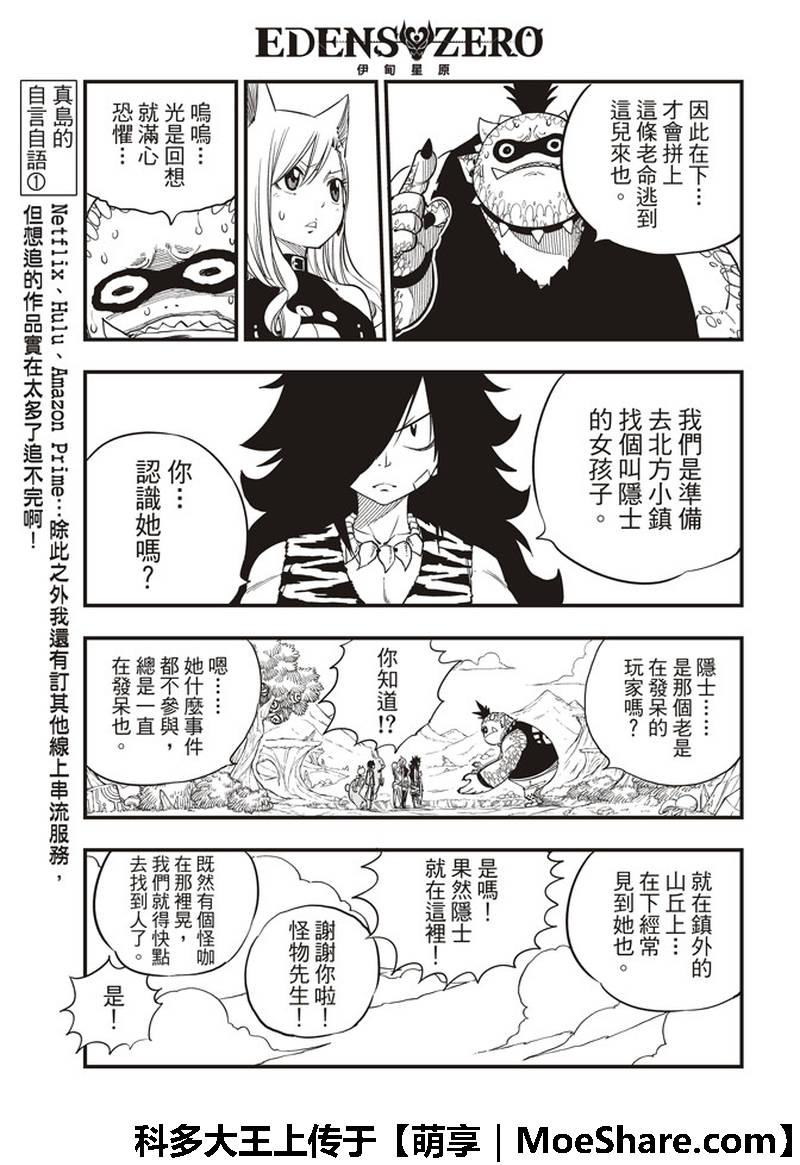 EDENS ZERO
伊甸星原
因此在下…
才會拼上
這條老命逃到
這兒來也。
嗚嗚…
光是回想
就滿心
恐懼…
真島的
自言自語①
Netflix、Hulu、Amazon Prime…除此之外我還有訂其他線上串流服務，
但想追的作品實在太多了追不完啊！
我們是準備
去北方小鎮
找個叫隱士
的女孩子。
你…
認識她嗎？
隱士……
是那個老是
在發呆的
玩家嗎？
你知道!?
嗯……
她什麼事件
都不參與，
總是一直
在發呆也。
就在鎮外的
山丘上…
在下經常
見到她也。
是嗎！
果然隱士
就在這裡！
謝謝你啦！
怪物先生！
既然有個怪咖
在那裡晃，
我們就得快點
去找到人了。
是！
科多大王上传于【萌享 | MoeShare.com】